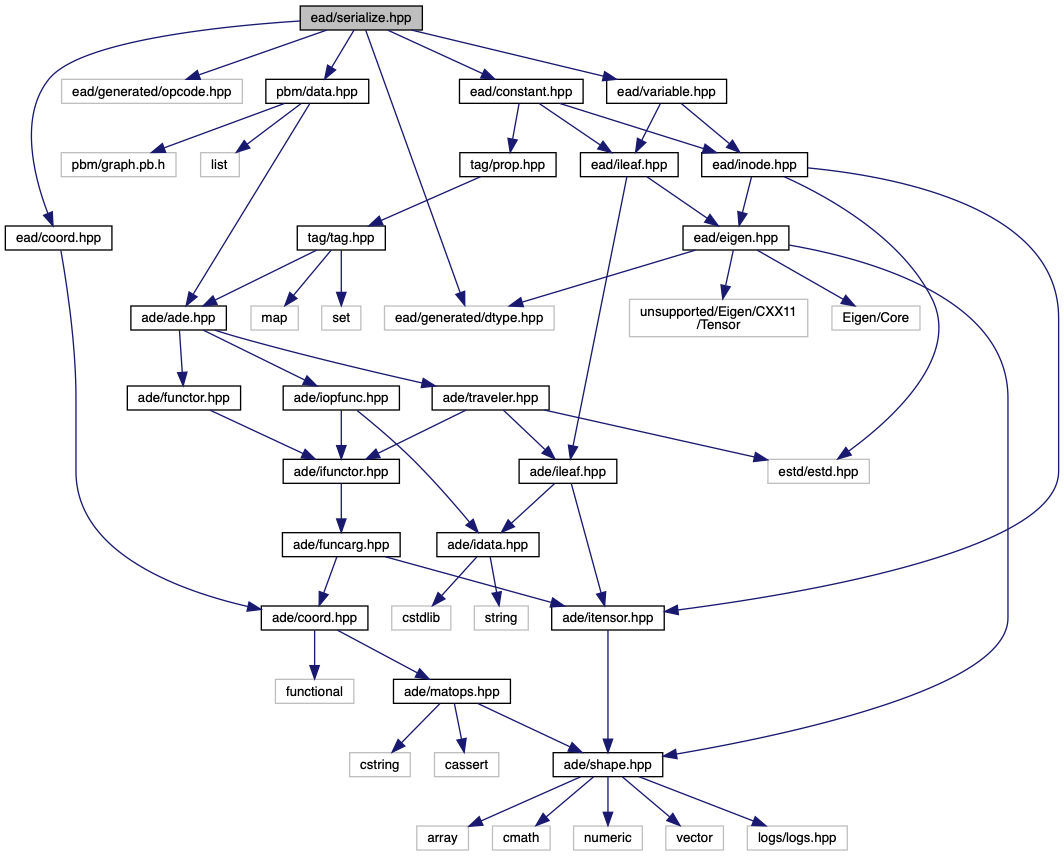 ead/serialize.hpp
ead/generated/opcode.hpp
pbm/data.hpp
ead/constant.hpp
ead/variable.hpp
pbm/graph.pb.h
list
tag/prop.hpp
ead/ileaf.hpp
ead/inode.hpp
ead/coord.hpp
tag/tag.hpp
ead/eigen.hpp
ade/ade.hpp
map
set
ead/generated/dtype.hpp
unsupported/Eigen/CXX11
/Tensor
Eigen/Core
ade/functor.hpp
ade/iopfunc.hpp
ade/traveler.hpp
ade/ifunctor.hpp
ade/ileaf.hpp
estd/estd.hpp
ade/funcarg.hpp
ade/idata.hpp
ade/coord.hpp
cstdlib
string
ade/itensor.hpp
functional
ade/matops.hpp
cstring
cassert
ade/shape.hpp
array
cmath
numeric
vector
logs/logs.hpp